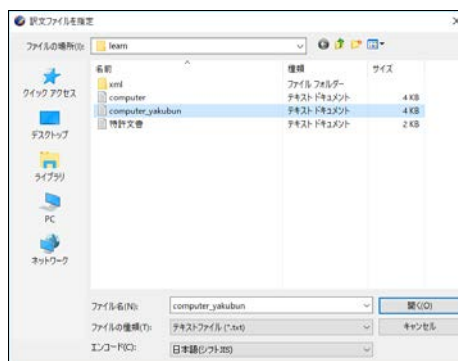 訳文ファイルを指定
ファイルの場所(I): learn
名前 種類 サイズ
xml ファイル フォルダー
computer テキスト ドキュメント 4 KB
computer_yakubun テキスト ドキュメント 4 KB
特許文書 テキスト ドキュメント 2 KB
クイック アクセス
デスクトップ
ライブラリ
PC
ネットワーク
ファイル名(N): computer_yakubun 開く(O)
ファイルの種類(T): テキストファイル (*.txt) キャンセル
エンコード(C): 日本語(シフトJIS)